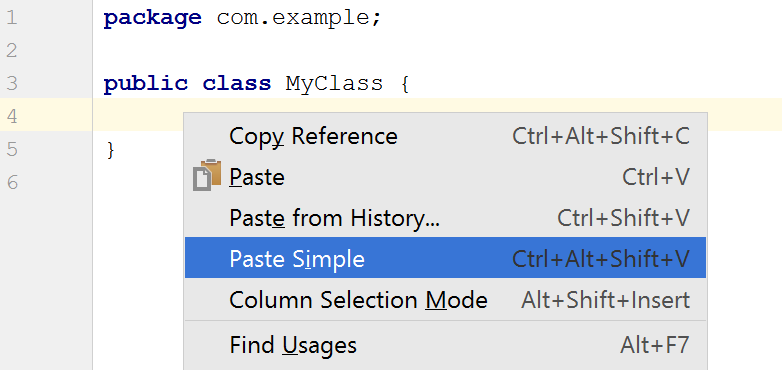 1 package com.example;
2
3 public class MyClass {
4
Copy Reference Ctrl+Alt+Shift+C
5 }
Paste Ctrl+V
6
Paste from History... Ctrl+Shift+V
Paste Simple Ctrl+Alt+Shift+V
Column Selection Mode Alt+Shift+Insert
Find Usages Alt+F7